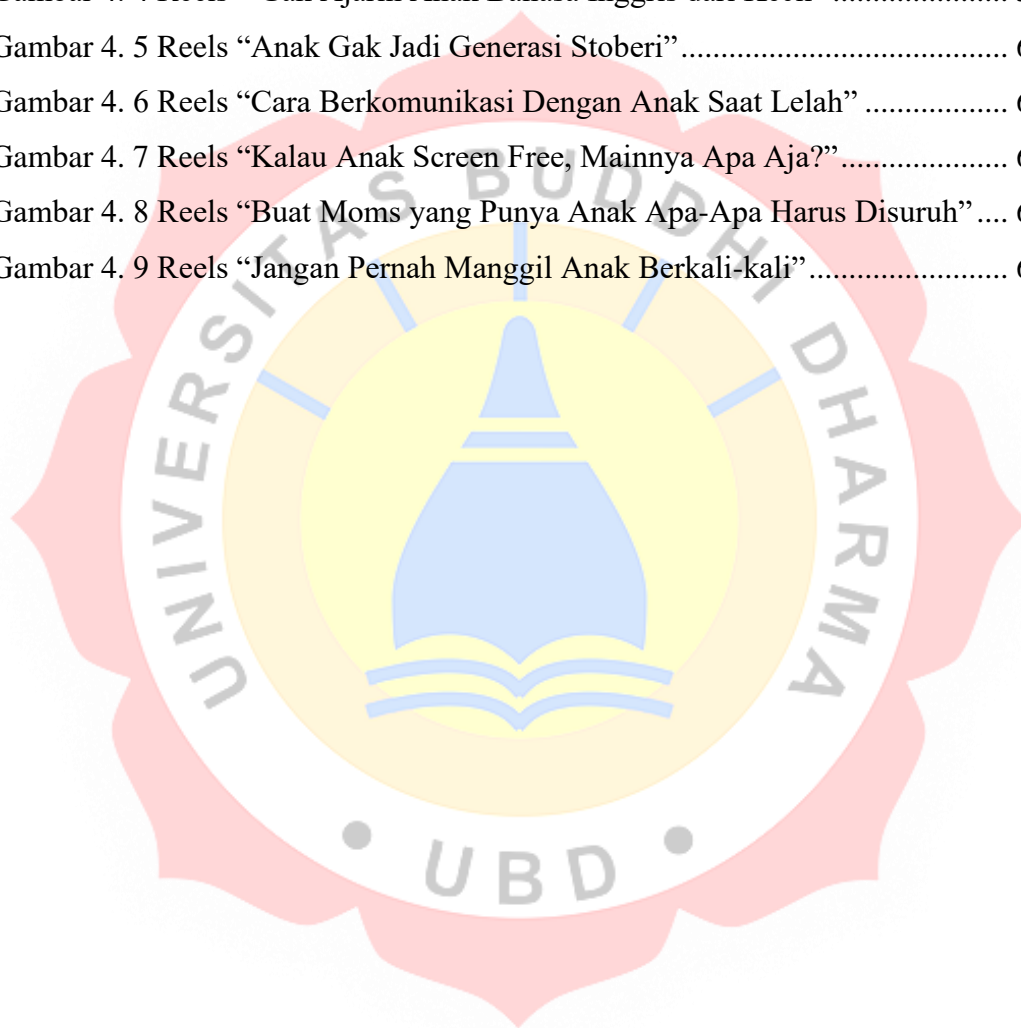 Gambar 4. 5 Reels “Anak Gak Jadi Generasi Stoberi”
Gambar 4. 6 Reels “Cara Berkomunikasi Dengan Anak Saat Lelah”
Gambar 4. 7 Reels “Kalau Anak Screen Free, Mainnya Apa Aja?”
Gambar 4. 8 Reels “Buat Moms yang Punya Anak Apa-Apa Harus Disuruh”
Gambar 4. 9 Reels “Jangan Pernah Manggil Anak Berkali-kali”
UNIVERSITAS BUDDHI DHARMA
UBD